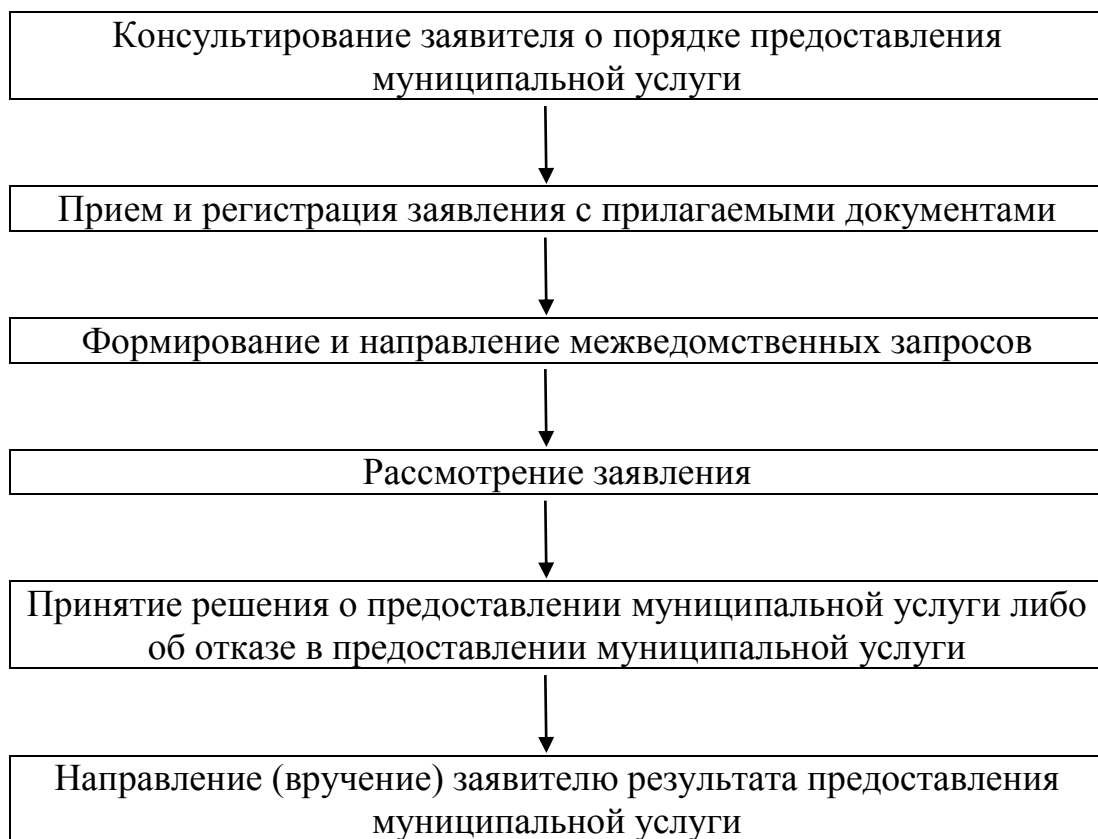 Консультирование заявителя о порядке предоставления
муниципальной услуги
Прием и регистрация заявления с прилагаемыми документами
Формирование и направление межведомственных запросов
Рассмотрение заявления
Принятие решения о предоставлении муниципальной услуги либо
об отказе в предоставлении муниципальной услуги
Направление (вручение) заявителю результата предоставления
муниципальной услуги